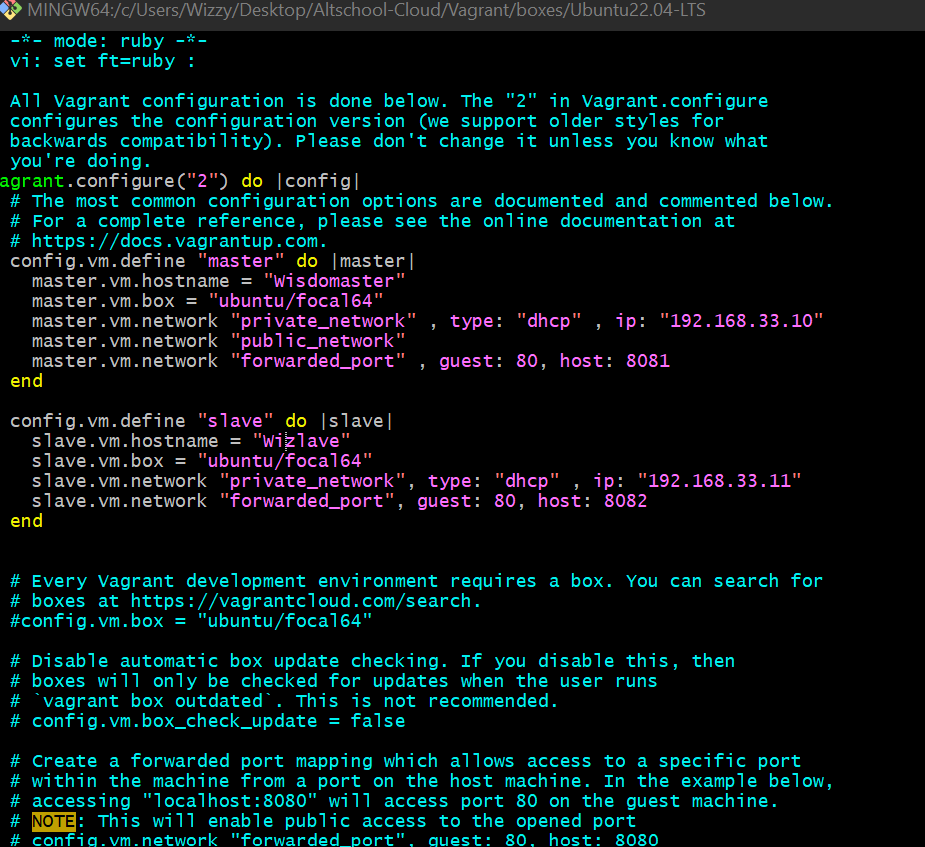 MINGW64:/c/Users/Wizzy/Desktop/Altschool-Cloud/Vagrant/boxes/Ubuntu22.04-LTS
-*- mode: ruby -*-
vi: set ft=ruby :
All Vagrant configuration is done below. The "2" in Vagrant.configure
configures the configuration version (we support older styles for
backwards compatibility). Please don't change it unless you know what
you're doing.
agrant.configure("2") do |config|
# The most common configuration options are documented and commented below.
# For a complete reference, please see the online documentation at
# https://docs.vagrantup.com.
config.vm.define "master" do |master|
master.vm.hostname = "Wisdomaster"
master.vm.box = "ubuntu/focal64"
master.vm.network "private_network" , type: "dhcp" , ip: "192.168.33.10"
master.vm.network "public_network"
master.vm.network "forwarded_port" , guest: 80, host: 8081
end
config.vm.define "slave" do |slave|
slave.vm.hostname = "Wizlave"
slave.vm.box = "ubuntu/focal64"
slave.vm.network "private_network", type: "dhcp" , ip: "192.168.33.11"
slave.vm.network "forwarded_port", guest: 80, host: 8082
end
# Every Vagrant development environment requires a box. You can search for
# boxes at https://vagrantcloud.com/search.
#config.vm.box = "ubuntu/focal64"
# Disable automatic box update checking. If you disable this, then
# boxes will only be checked for updates when the user runs
# `vagrant box outdated`. This is not recommended.
# config.vm.box_check_update = false
# Create a forwarded port mapping which allows access to a specific port
# within the machine from a port on the host machine. In the example below,
# accessing "localhost:8080" will access port 80 on the guest machine.
# NOTE: This will enable public access to the opened port
# config.vm.network "forwarded_port", guest: 80, host: 8080